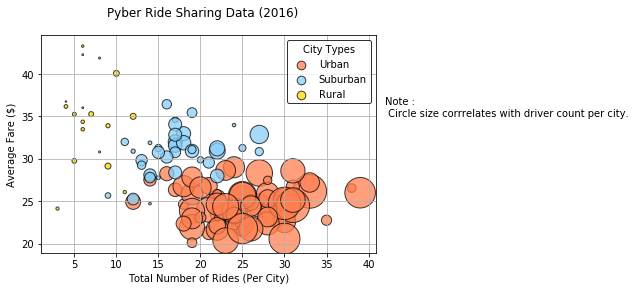 Pyber Ride Sharing Data (2016)
City Types
Urban
Suburban
Rural
Note :
Circle size corrrelates with driver count per city.
Average Fare ($)
40
35
30
25
20
5 10 15 20 25 30 35 40
Total Number of Rides (Per City)